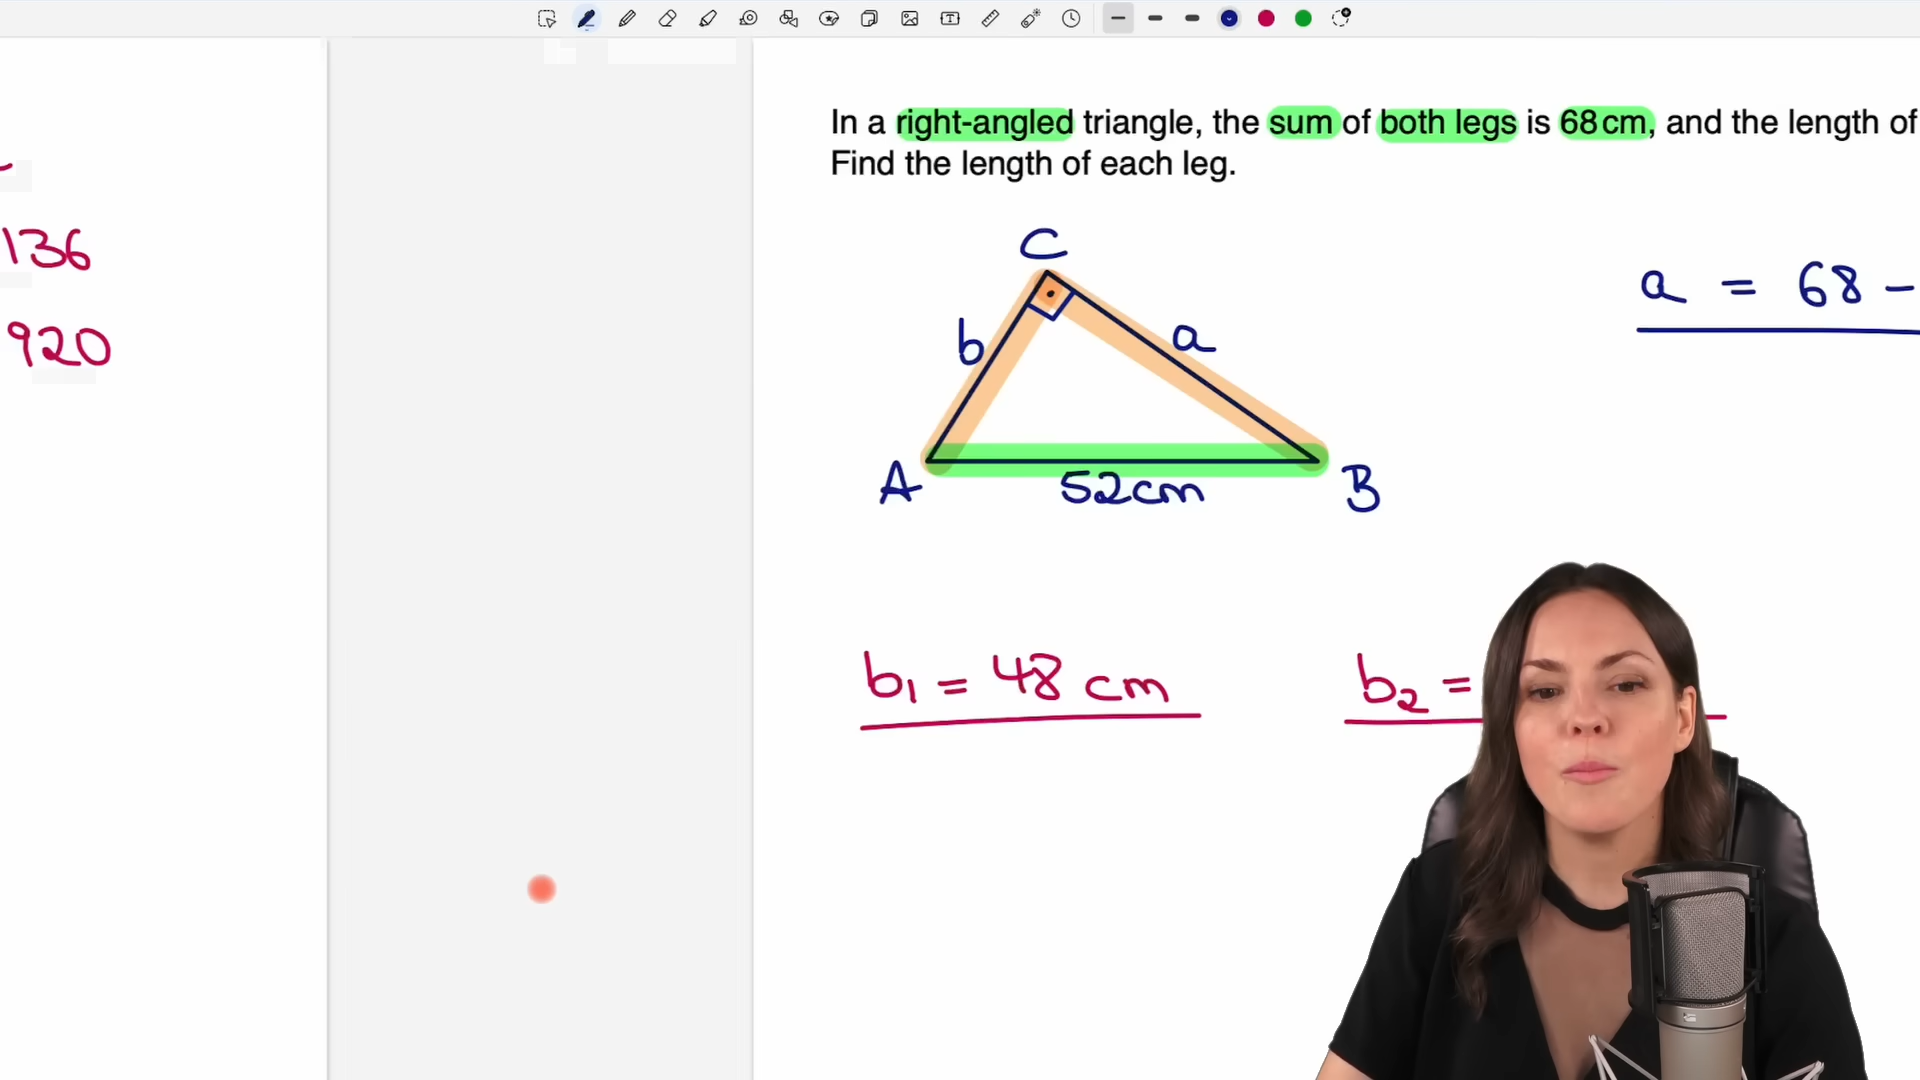 In a right-angled triangle, the sum of both legs is 68 cm, and the length of
Find the length of each leg.
136
920
C
b
a
A
52cm
B
a = 68 -
b1 = 48 cm
b2 =